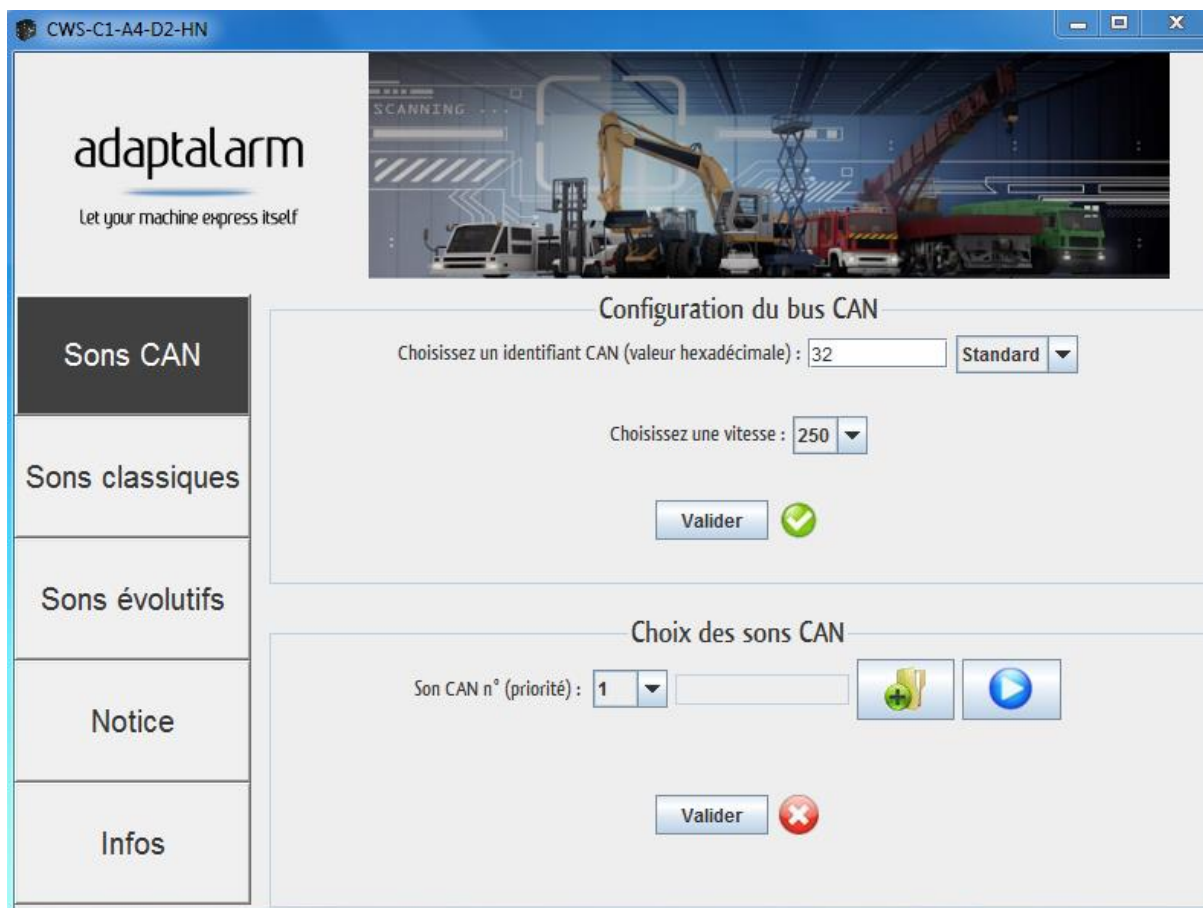 CWS-C1-A4-D2-HN
adaptalarm
Let your machine express itself
SCANNING ...
Sons CAN
Sons classiques
Sons évolutifs
Notice
Infos
Configuration du bus CAN
Choisissez un identifiant CAN (valeur hexadécimale) : 32 Standard
Choisissez une vitesse : 250
Valider
Choix des sons CAN
Son CAN n° (priorité) : 1
Valider